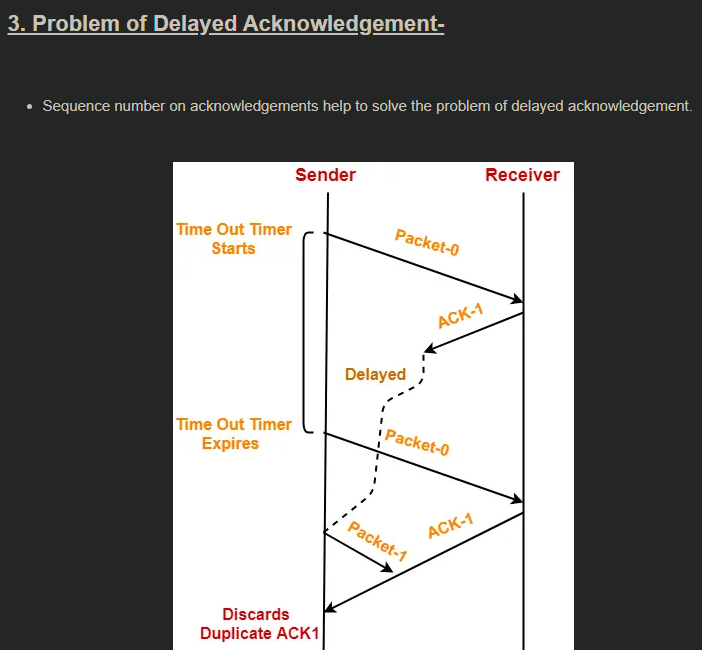 3. Problem of Delayed Acknowledgement-
Sequence number on acknowledgements help to solve the problem of delayed acknowledgement.
Sender
Receiver
Time Out Timer
Starts
Packet-0
ACK-1
Delayed
Time Out Timer
Expires
Packet-0
Packet-1
ACK-1
Discards
Duplicate ACK1